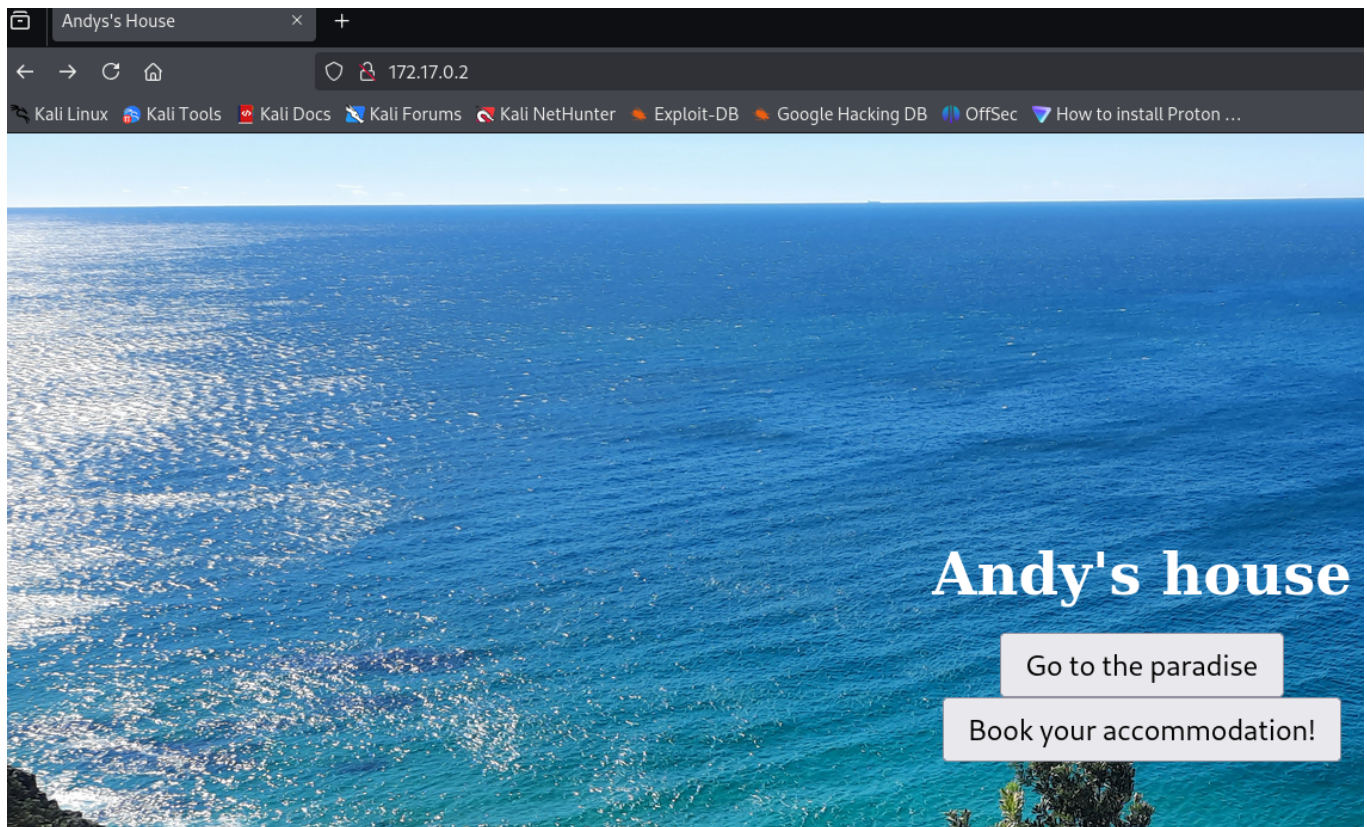 Andys's House
172.17.0.2
Kali Linux Kali Tools Kali Docs Kali Forums Kali NetHunter Exploit-DB Google Hacking DB OffSec How to install Proton ...
Andy's house
Go to the paradise
Book your accommodation!